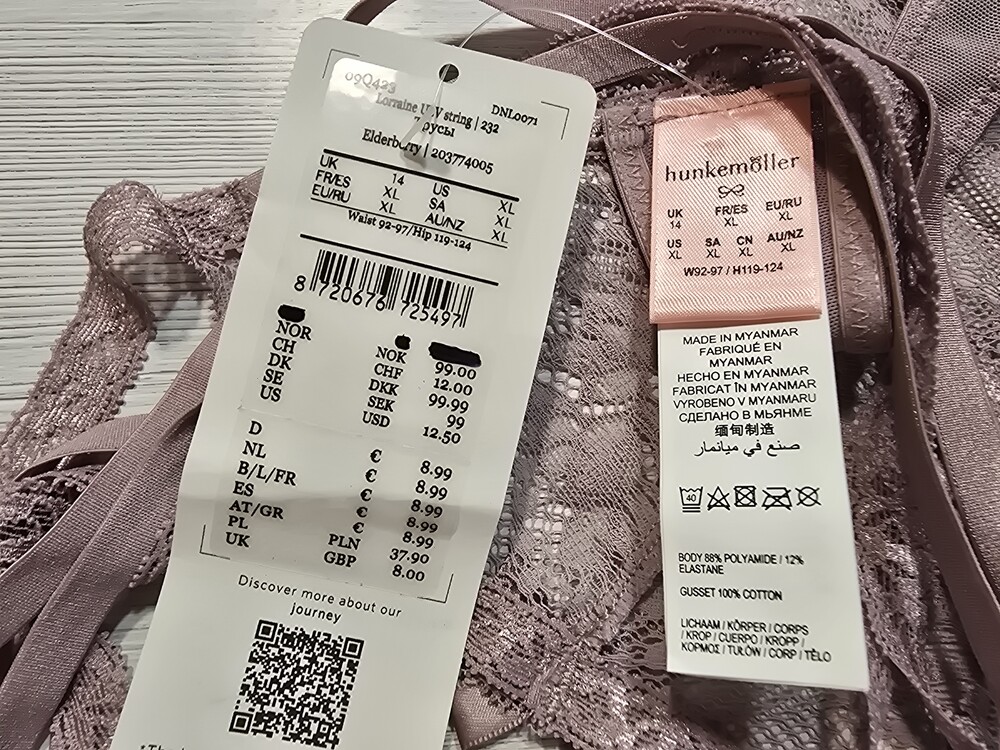 09Q423
DNL0071
Lorraine V string | 232
Трусы
Elderberry | 203774005
UK 14 US XL
FR/ES XL SA XL
EU/RU XL AU/NZ XL
Waist 92-97/Hip 119-124
8 720676 725497
NOR NOK 99.00
CH CHF 12.00
DK DKK 99.99
SE SEK 99
US USD 12.50
D € 8.99
NL € 8.99
B/L/FR € 8.99
ES € 8.99
AT/GR € 8.99
PL PLN 37.90
UK GBP 8.00
Discover more about our
journey
hunkemöller
UK FR/ES EU/RU
14 XL XL
US SA CN AU/NZ
XL XL XL XL
W92-97 / H119-124
MADE IN MYANMAR
FABRIQUÉ EN
MYANMAR
HECHO EN MYANMAR
FABRICAT ÎN MYANMAR
VYROBENO V MYANMARU
СДЕЛАНО В МЬЯНМЕ
缅甸制造
صنع في ميانمار
40
BODY 88% POLYAMIDE / 12%
ELASTANE
GUSSET 100% COTTON
LICHAAM / KÖRPER / CORPS
/ KROP / CUERPO / KROPP /
ΚΟΡΜΟΣ / TUŁÓW / CORP / TĚLO